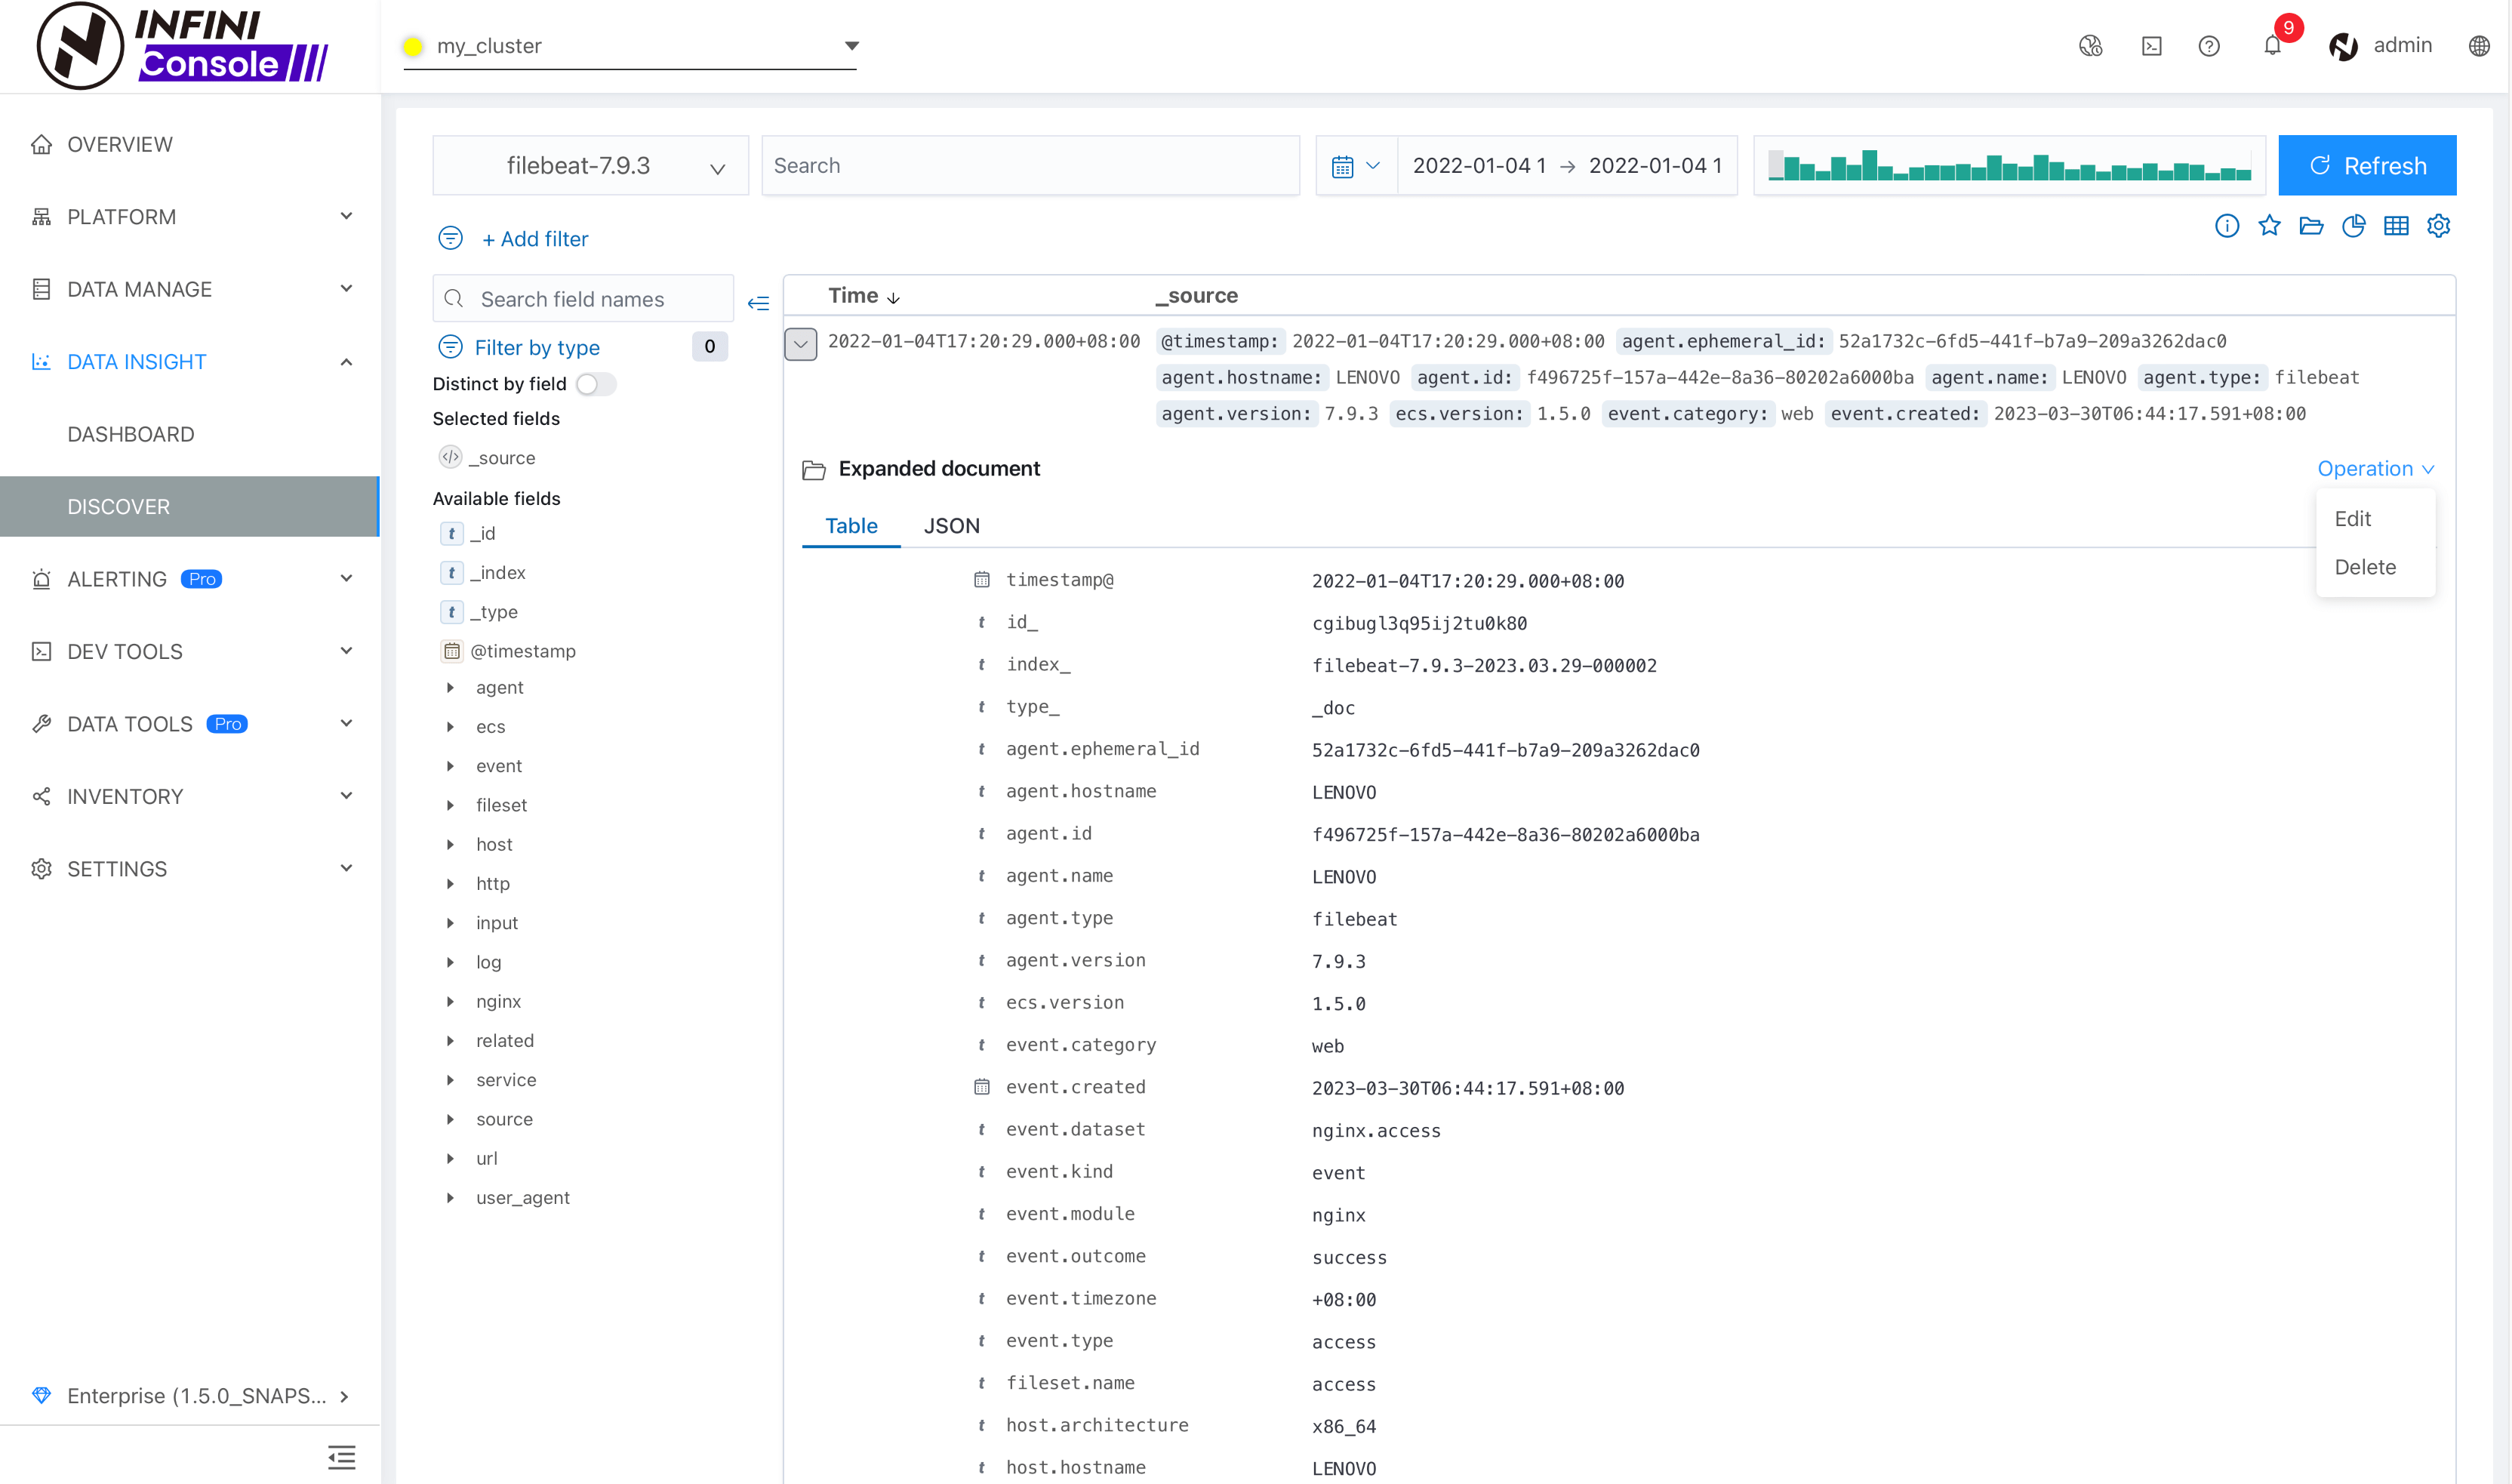 INFINI
Console
my_cluster
9
admin
OVERVIEW
PLATFORM
DATA MANAGE
DATA INSIGHT
DASHBOARD
DISCOVER
ALERTING Pro
DEV TOOLS
DATA TOOLS Pro
INVENTORY
SETTINGS
Enterprise (1.5.0_SNAPS...
filebeat-7.9.3
Search
2022-01-04 1 → 2022-01-04 1
Refresh
+ Add filter
Search field names
Filter by type 0
Distinct by field
Selected fields
_source
Available fields
t _id
t _index
t _type
@timestamp
agent
ecs
event
fileset
host
http
input
log
nginx
related
service
source
url
user_agent
Time ↓ _source
2022-01-04T17:20:29.000+08:00 @timestamp: 2022-01-04T17:20:29.000+08:00 agent.ephemeral_id: 52a1732c-6fd5-441f-b7a9-209a3262dac0
agent.hostname: LENOVO agent.id: f496725f-157a-442e-8a36-80202a6000ba agent.name: LENOVO agent.type: filebeat
agent.version: 7.9.3 ecs.version: 1.5.0 event.category: web event.created: 2023-03-30T06:44:17.591+08:00
Expanded document
Operation
Edit
Delete
Table JSON
timestamp@ 2022-01-04T17:20:29.000+08:00
t id_ cgibugl3q95ij2tu0k80
t index_ filebeat-7.9.3-2023.03.29-000002
t type_ _doc
t agent.ephemeral_id 52a1732c-6fd5-441f-b7a9-209a3262dac0
t agent.hostname LENOVO
t agent.id f496725f-157a-442e-8a36-80202a6000ba
t agent.name LENOVO
t agent.type filebeat
t agent.version 7.9.3
t ecs.version 1.5.0
t event.category web
event.created 2023-03-30T06:44:17.591+08:00
t event.dataset nginx.access
t event.kind event
t event.module nginx
t event.outcome success
t event.timezone +08:00
t event.type access
t fileset.name access
t host.architecture x86_64
t host.hostname LENOVO